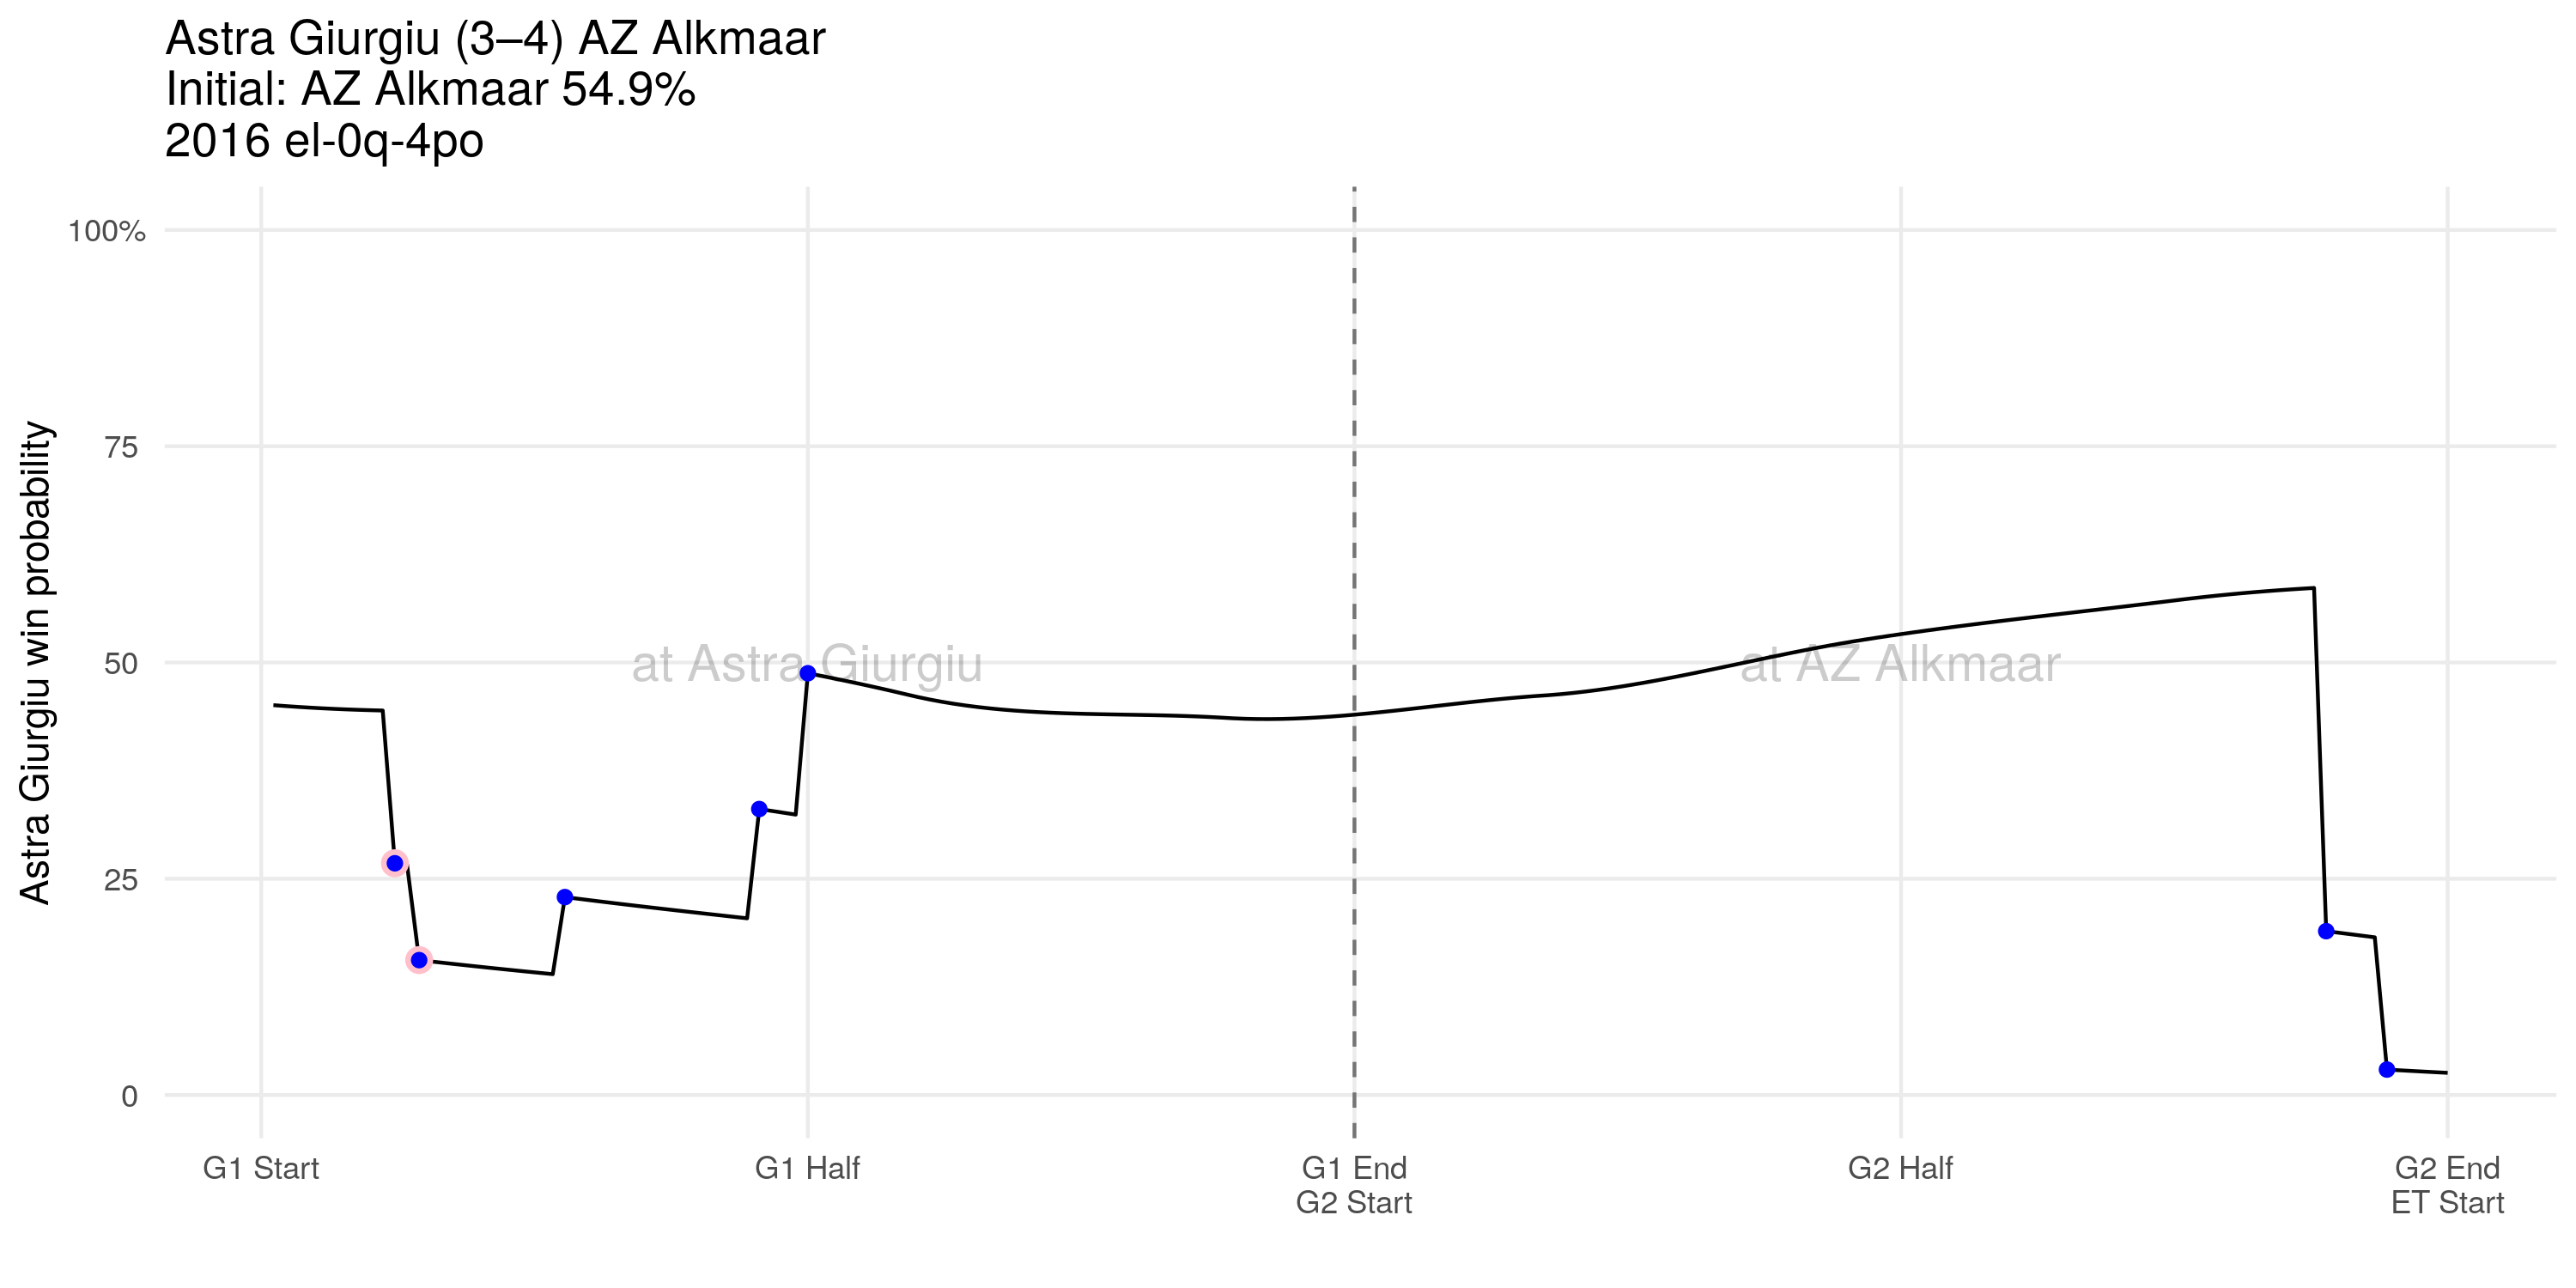 Astra Giurgiu (3–4) AZ Alkmaar
Initial: AZ Alkmaar 54.9%
2016 el-0q-4po
Astra Giurgiu win probability
100%
75
50
25
0
at Astra Giurgiu
at AZ Alkmaar
G1 Start
G1 Half
G1 End
G2 Start
G2 Half
G2 End
ET Start